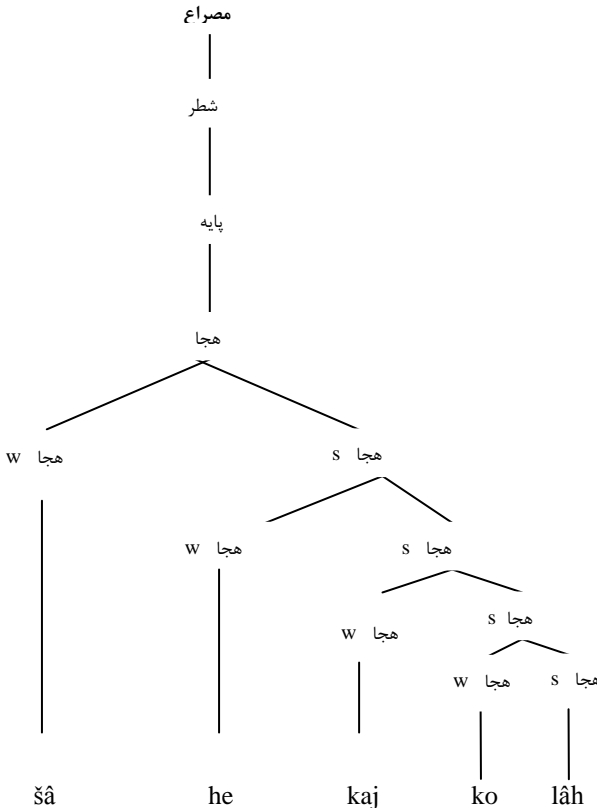 مصراع
شطر
پایه
هجا
هجا w هجا s
هجا w هجا s
هجا w هجا s
هجا w هجا s
šâ he kaj ko lâh